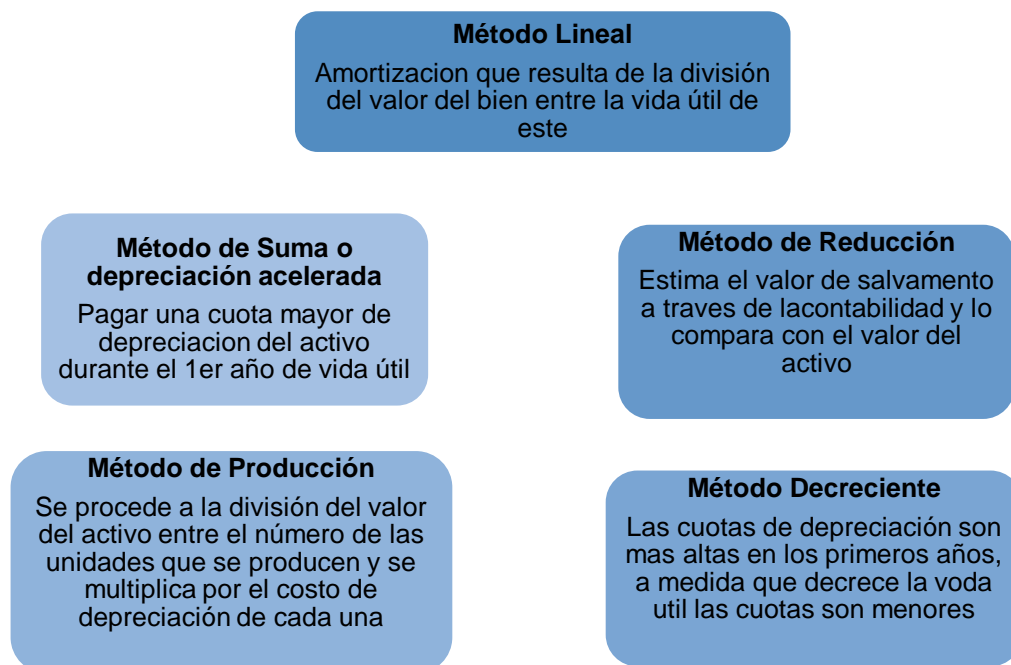 Método Lineal
Amortizacion que resulta de la división
del valor del bien entre la vida útil de
este
Método de Suma o
depreciación acelerada
Pagar una cuota mayor de
depreciacion del activo
durante el 1er año de vida útil
Método de Reducción
Estima el valor de salvamento
a traves de lacontabilidad y lo
compara con el valor del
activo
Método de Producción
Se procede a la división del valor
del activo entre el número de las
unidades que se producen y se
multiplica por el costo de
depreciación de cada una
Método Decreciente
Las cuotas de depreciación son
mas altas en los primeros años,
a medida que decrece la voda
util las cuotas son menores